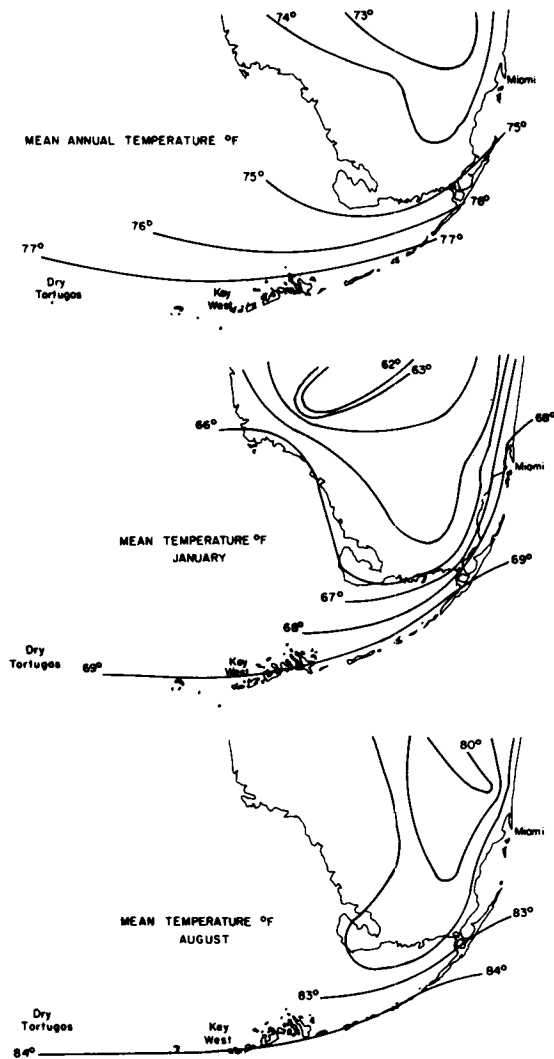 74° 73°
Miami
MEAN ANNUAL TEMPERATURE °F
75°
75°
76°
76°
77°
77°
Dry
Tortugas
Key
West
62°
63°
66°
68°
Miami
MEAN TEMPERATURE °F
JANUARY
67°
69°
68°
Dry
Tortugas
69°
Key
West
80°
Miami
MEAN TEMPERATURE °F
AUGUST
83°
83°
84°
Dry
Tortugas
Key
West
84°